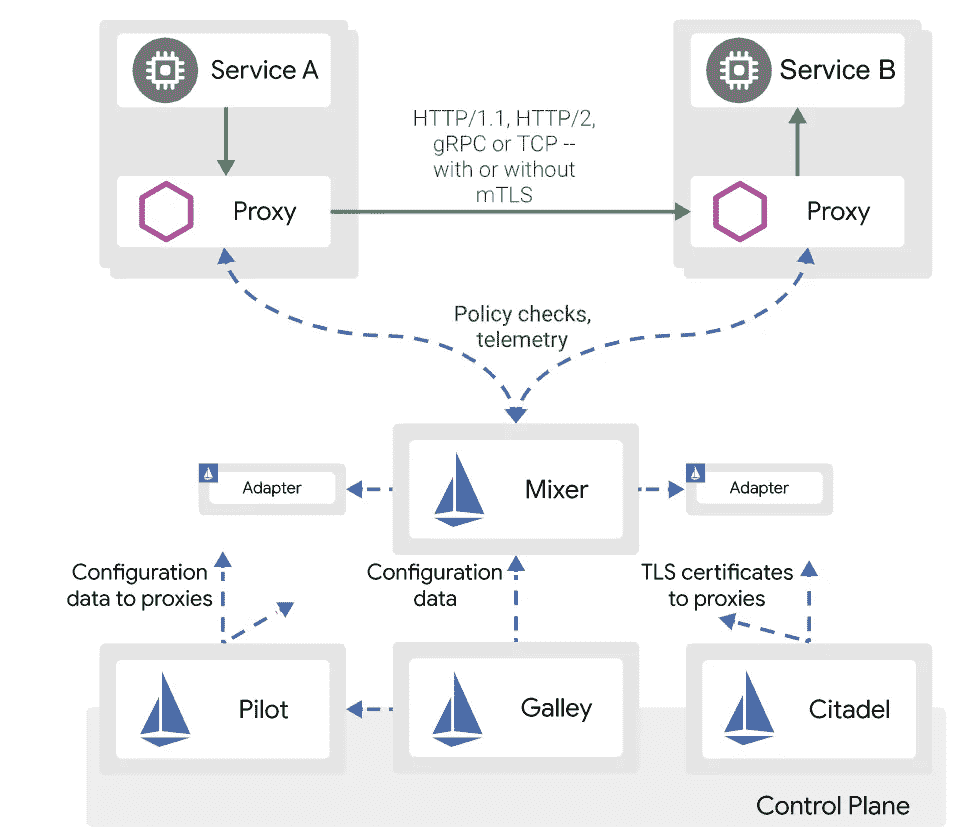 Service A
Service B
HTTP/1.1, HTTP/2,
gRPC or TCP --
with or without
mTLS
Proxy
Proxy
Policy checks,
telemetry
Adapter
Mixer
Adapter
Configuration
data to proxies
Configuration
data
TLS certificates
to proxies
Pilot
Galley
Citadel
Control Plane